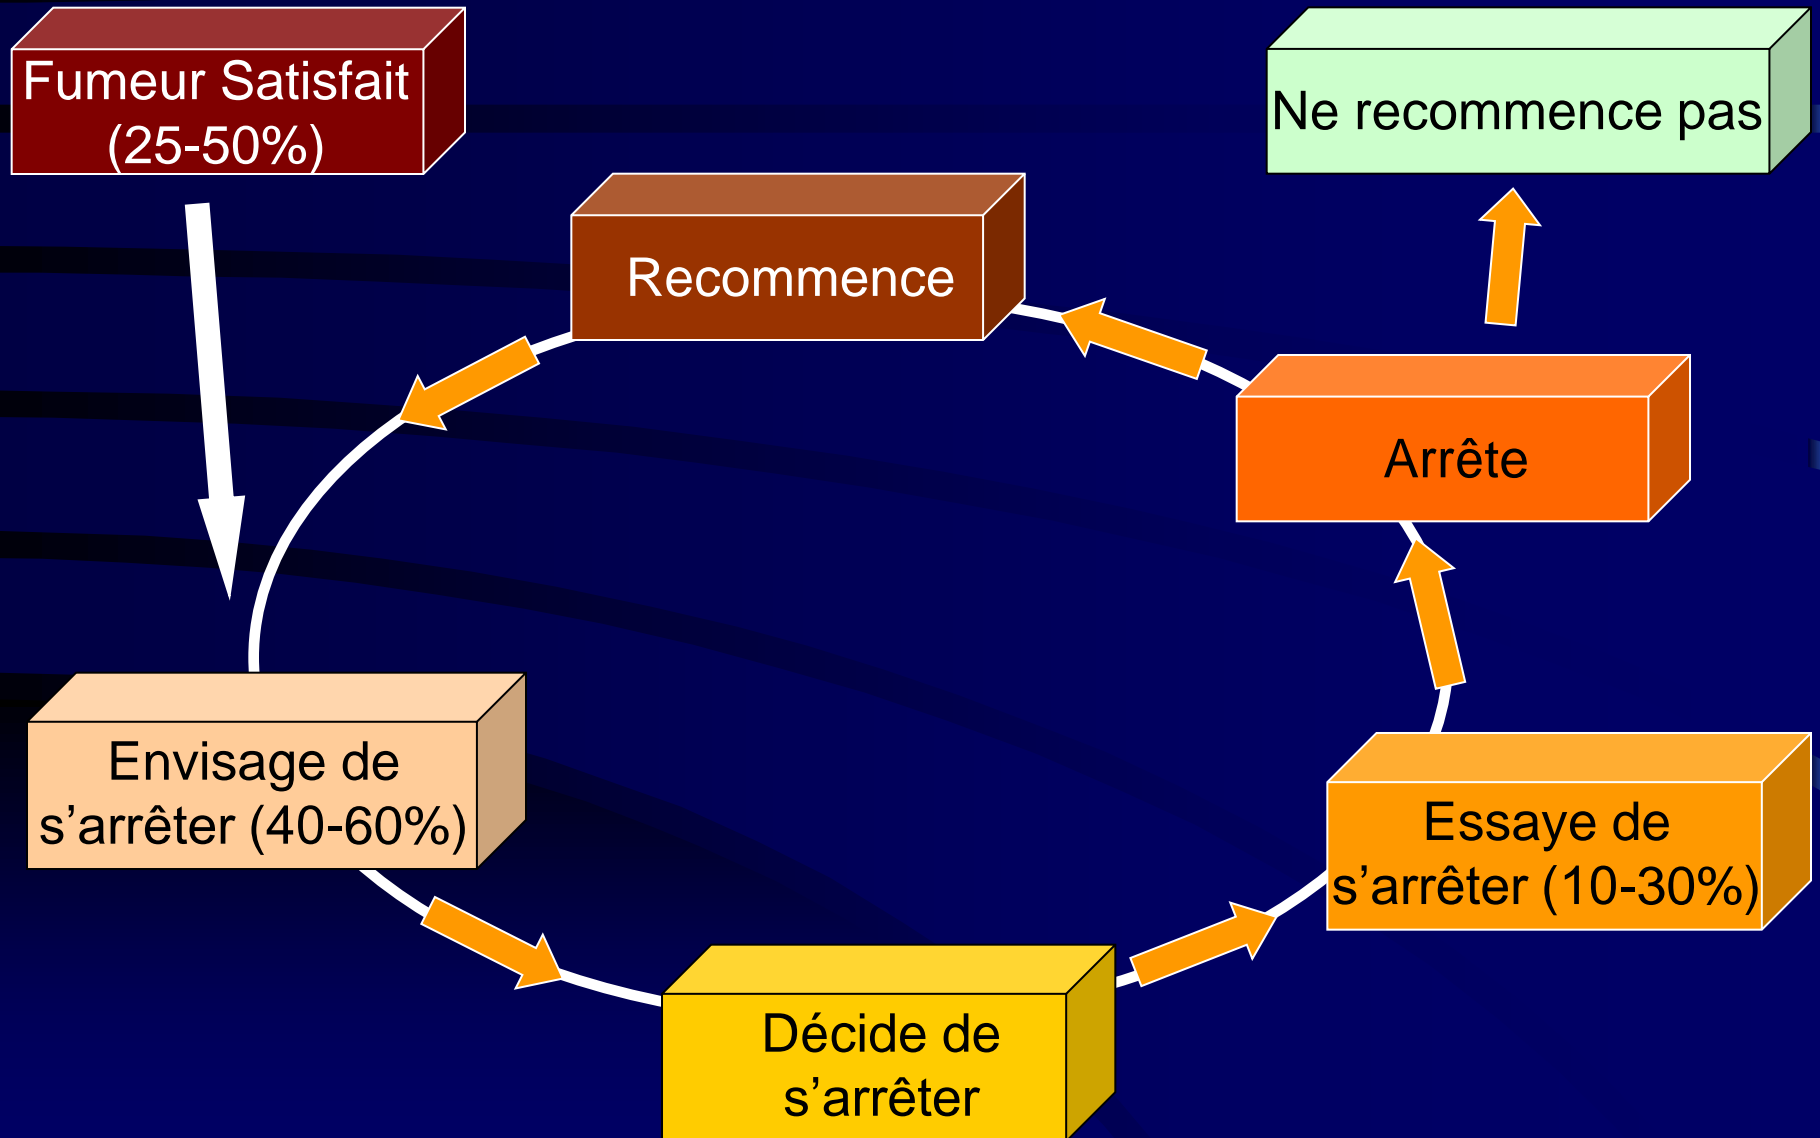 Fumeur Satisfait
(25-50%)
Ne recommence pas
Recommence
Arrête
Envisage de
s’arrêter (40-60%)
Essaye de
s’arrêter (10-30%)
Décide de
s’arrêter